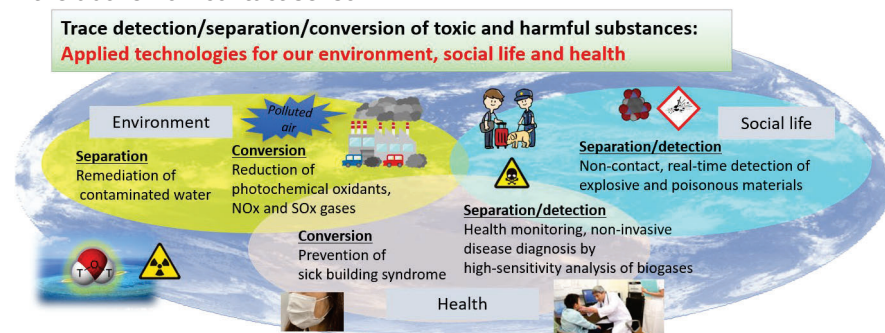 Trace detection/separation/conversion of toxic and harmful substances:
Applied technologies for our environment, social life and health
Environment
Polluted
air
Social life
Separation
Remediation of
contaminated water
Conversion
Reduction of
photochemical oxidants,
NOx and SOx gases
Separation/detection
Non-contact, real-time detection of
explosive and poisonous materials
Conversion
Prevention of
sick building syndrome
Separation/detection
Health monitoring, non-invasive
disease diagnosis by
high-sensitivity analysis of biogases
T O T
Health